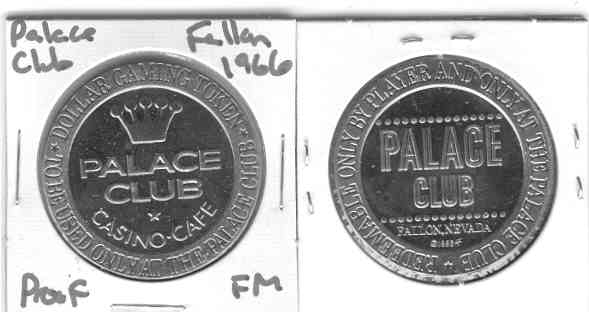 Palace Fallon
Club 1966
★ DOLLAR GAMING TOKEN ★
TO BE USED ONLY AT THE PALACE CLUB
PALACE
CLUB
★
CASINO-CAFE
Proof FM
REDEEMABLE ONLY BY PLAYER AND ONLY AT THE PALACE CLUB ★
PALACE
CLUB
FALLON, NEVADA